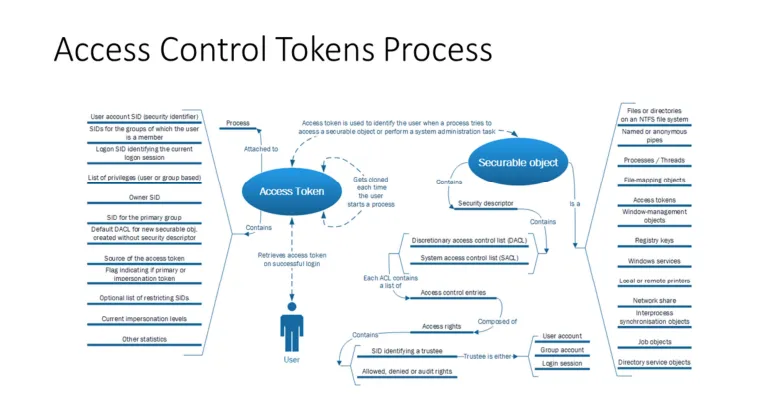 Access Control Tokens Process
User account SID (security identifier)
SIDs for the groups of which the user
is a member
Logon SID identifying the current
logon session
List of privileges (user or group based)
Owner SID
SID for the primary group
Default DACL for new securable obj.
created without security descriptor
Source of the access token
Flag indicating if primary or
impersonation token
Optional list of restricting SIDs
Current impersonation levels
Other statistics
Contains
Process
Attached to
Access Token
Access token is used to identify the user when a process tries to
access a securable object or perform a system administration task
Gets cloned
each time
the user
starts a process
Retrieves access token
on successful login
User
Securable object
Contains
Security descriptor
Contains
Is a
Discretionary access control list (DACL)
System access control list (SACL)
Each ACL contains
a list of
Access control entries
Composed of
Access rights
Contains
SID identifying a trustee
Allowed, denied or audit rights
Trustee is either
User account
Group account
Login session
Files or directories
on an NTFS file system
Named or anonymous
pipes
Processes / Threads
File-mapping objects
Access tokens
Window-management
objects
Registry keys
Windows services
Local or remote printers
Network share
Interprocess
synchronisation objects
Job objects
Directory service objects